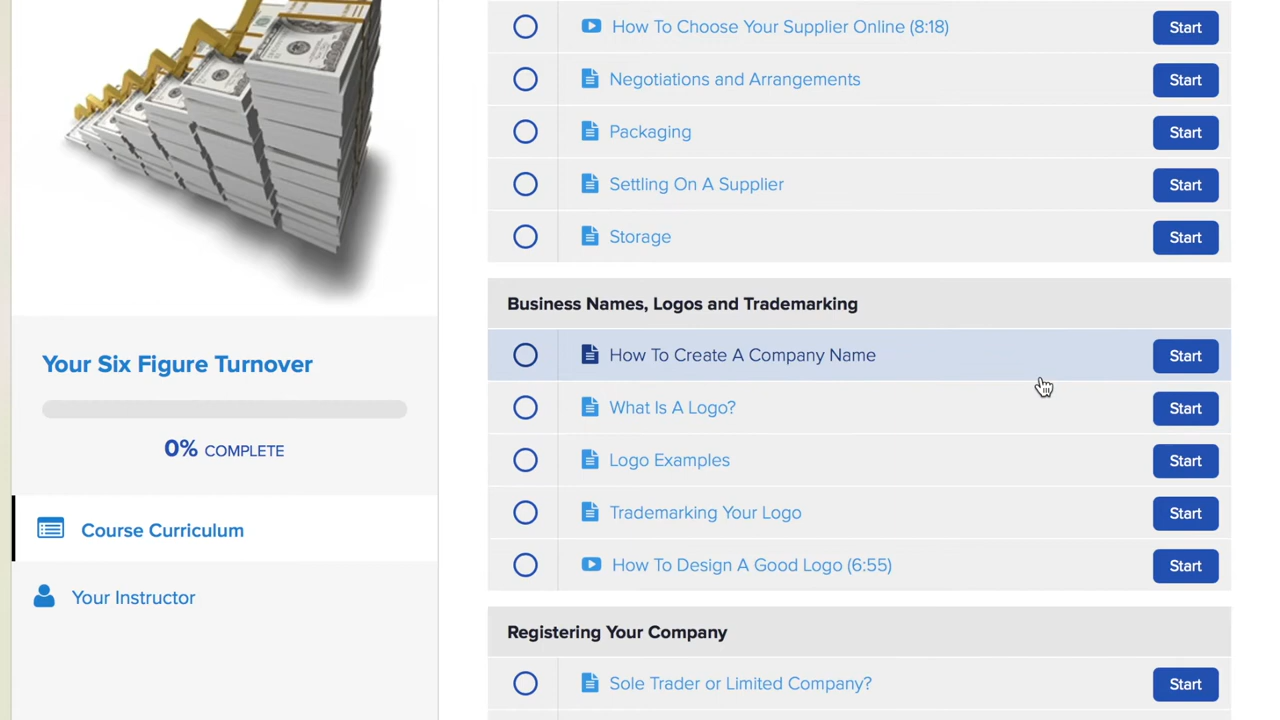 Your Six Figure Turnover
0% COMPLETE
Course Curriculum
Your Instructor
How To Choose Your Supplier Online (8:18)
Start
Negotiations and Arrangements
Start
Packaging
Start
Settling On A Supplier
Start
Storage
Start
Business Names, Logos and Trademarking
How To Create A Company Name
Start
What Is A Logo?
Start
Logo Examples
Start
Trademarking Your Logo
Start
How To Design A Good Logo (6:55)
Start
Registering Your Company
Sole Trader or Limited Company?
Start